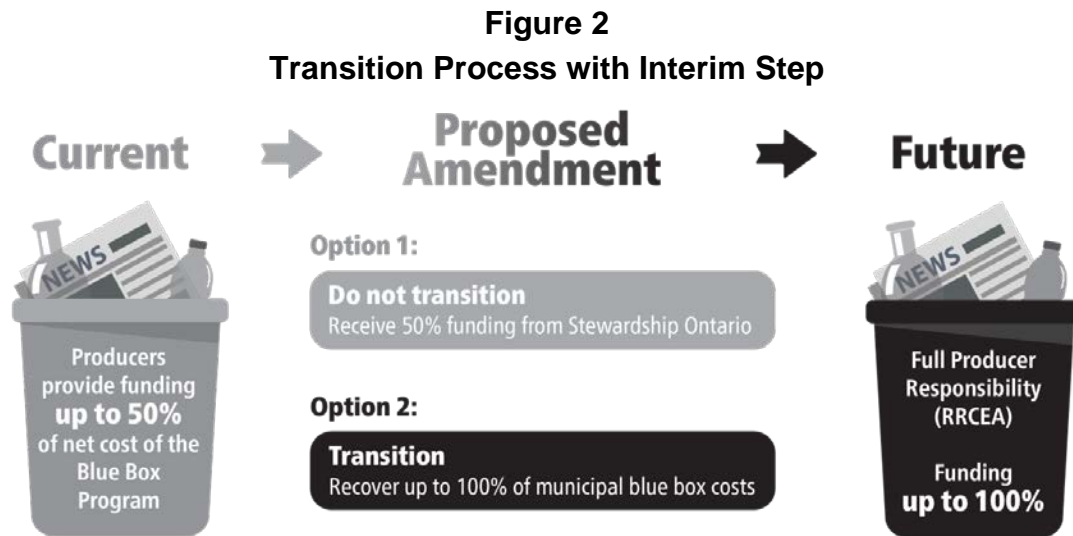 Figure 2
Transition Process with Interim Step
Current
Proposed
Amendment
Future
NEWS
Producers
provide funding
up to 50%
of net cost of the
Blue Box
Program
Option 1:
Do not transition
Receive 50% funding from Stewardship Ontario
Option 2:
Transition
Recover up to 100% of municipal blue box costs
NEWS
Full Producer
Responsibility
(RRCEA)
Funding
up to 100%